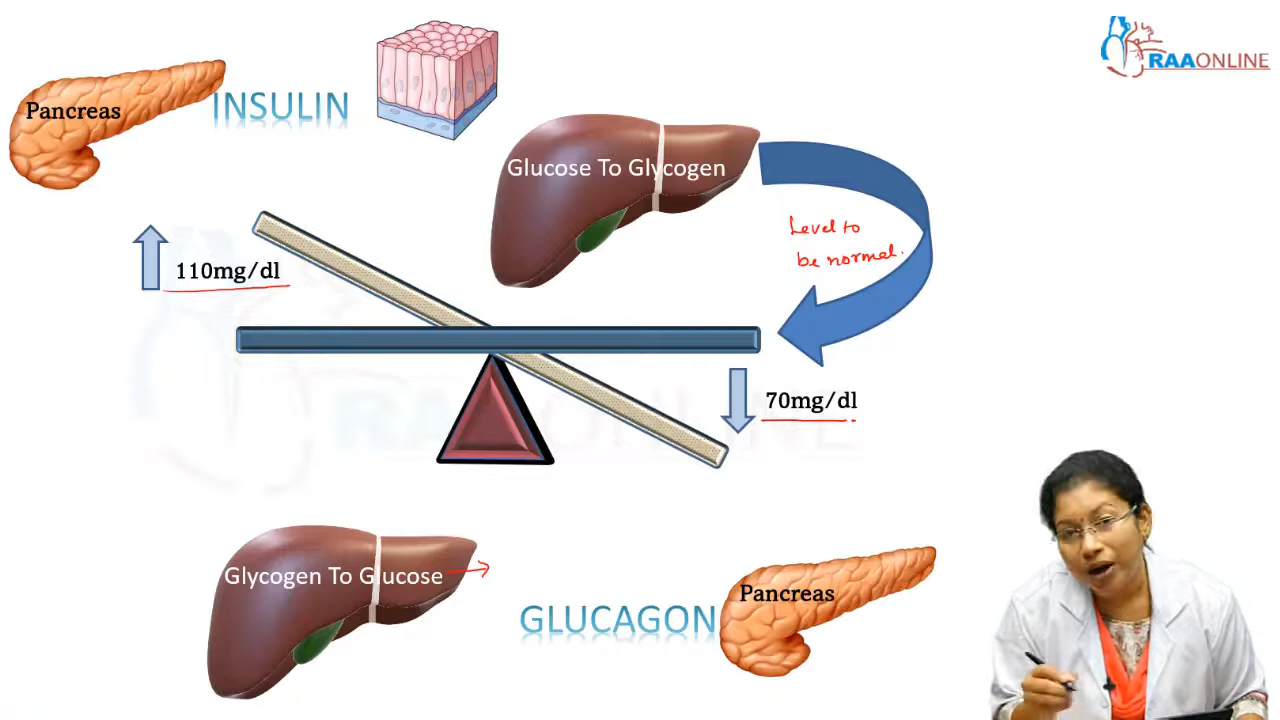 RAAONLINE
Pancreas
INSULIN
Glucose To Glycogen
Level to
be normal.
110mg/dl
70mg/dl
RAAONLINE
Glycogen To Glucose
GLUCAGON
Pancreas